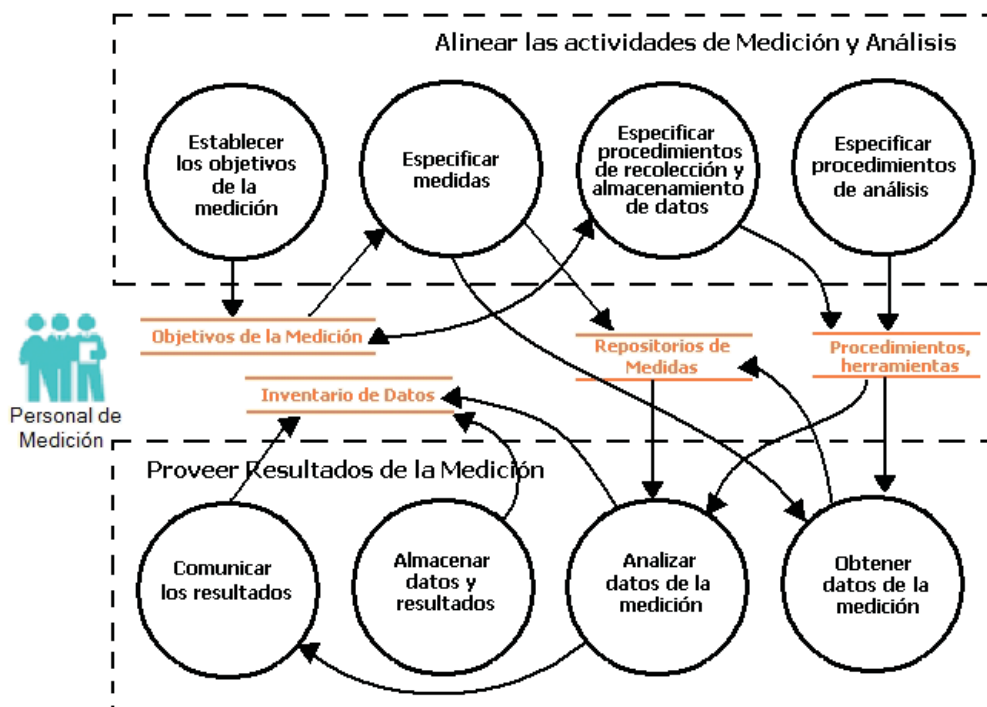 Alinear las actividades de Medición y Análisis
Establecer
los objetivos
de la
medición
Especificar
medidas
Especificar
procedimientos
de recolección y
almacenamiento
de datos
Especificar
procedimientos
de análisis
Objetivos de la Medición
Repositorios de
Medidas
Procedimientos,
herramientas
Inventario de Datos
Personal de
Medición
Proveer Resultados de la Medición
Comunicar
los resultados
Almacenar
datos y
resultados
Analizar
datos de la
medición
Obtener
datos de la
medición